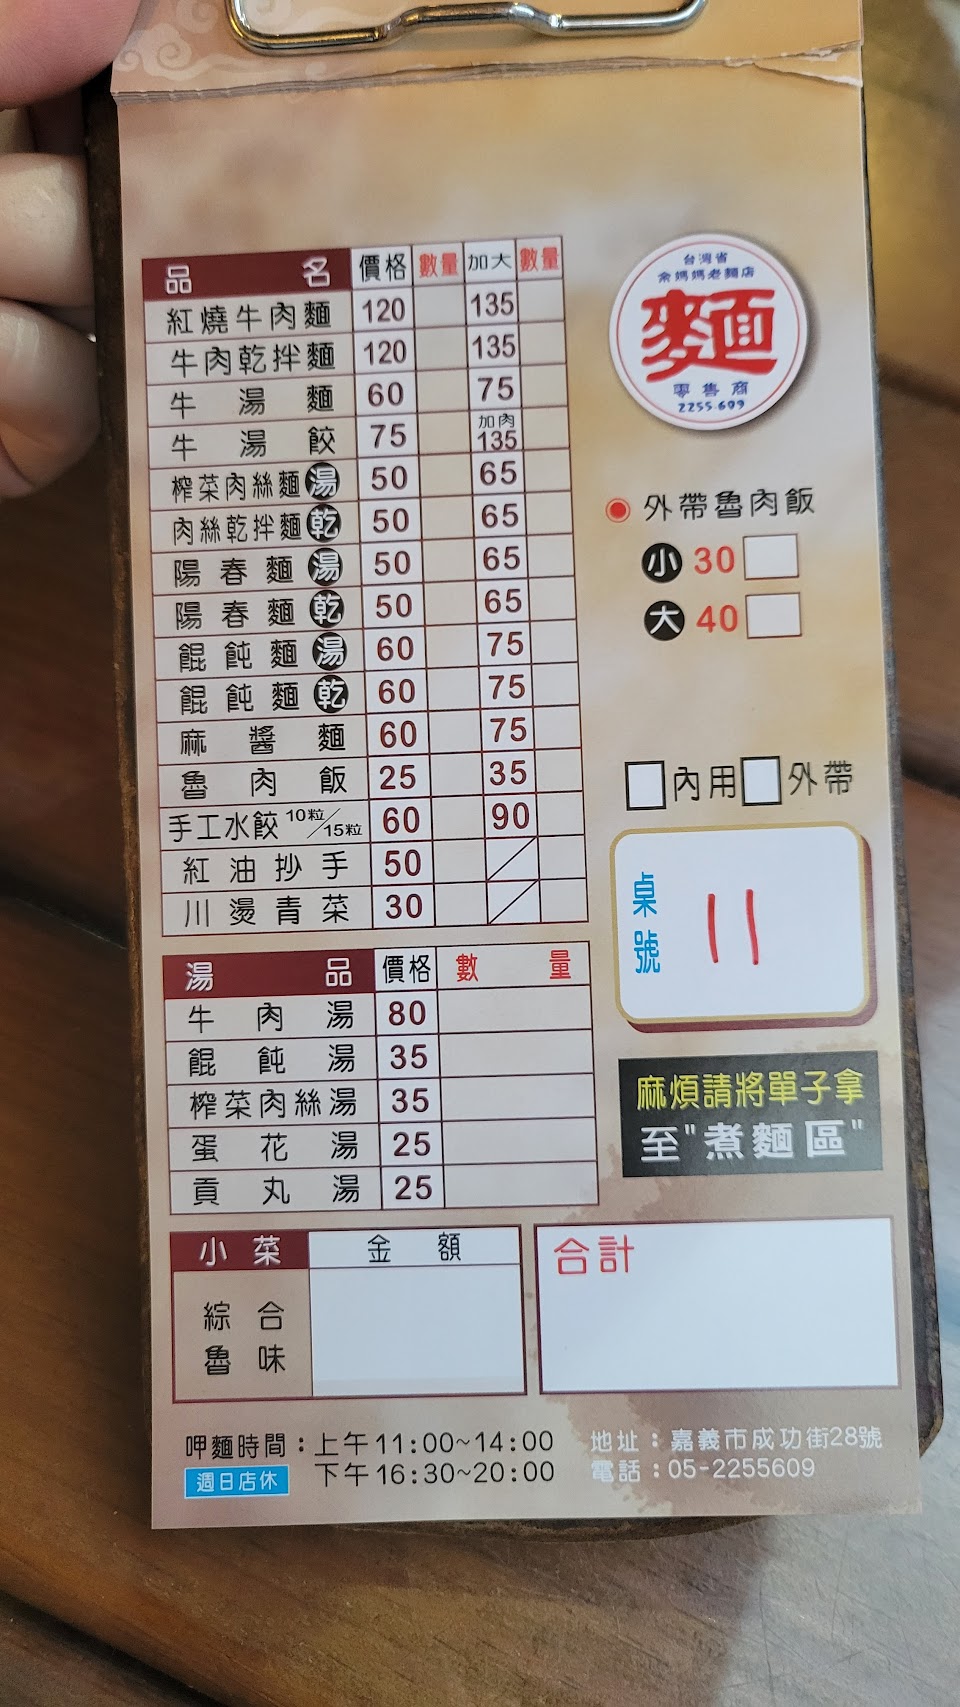 品名 價格 數量 加大 數量
紅燒牛肉麵 120 135
牛肉乾拌麵 120 135
牛湯麵 60 75
牛湯餃 75 加肉 135
榨菜肉絲麵 湯 50 65
肉絲乾拌麵 乾 50 65
陽春麵 湯 50 65
陽春麵 乾 50 65
餛飩麵 湯 60 75
餛飩麵 乾 60 75
麻醬麵 60 75
魯肉飯 25 35
手工水餃 10粒/15粒 60 90
紅油抄手 50
川燙青菜 30
湯品 價格 數量
牛肉湯 80
餛飩湯 35
榨菜肉絲湯 35
蛋花湯 25
貢丸湯 25
小菜 金額
綜合
魯味
合計
台灣省
余媽媽老麵店
麵
零售商
2255-609
外帶魯肉飯
小 30
大 40
內用 外帶
桌號 11
麻煩請將單子拿
至"煮麵區"
呷麵時間:上午11:00~14:00
週日店休 下午16:30~20:00
地址:嘉義市成功街28號
電話:05-2255609